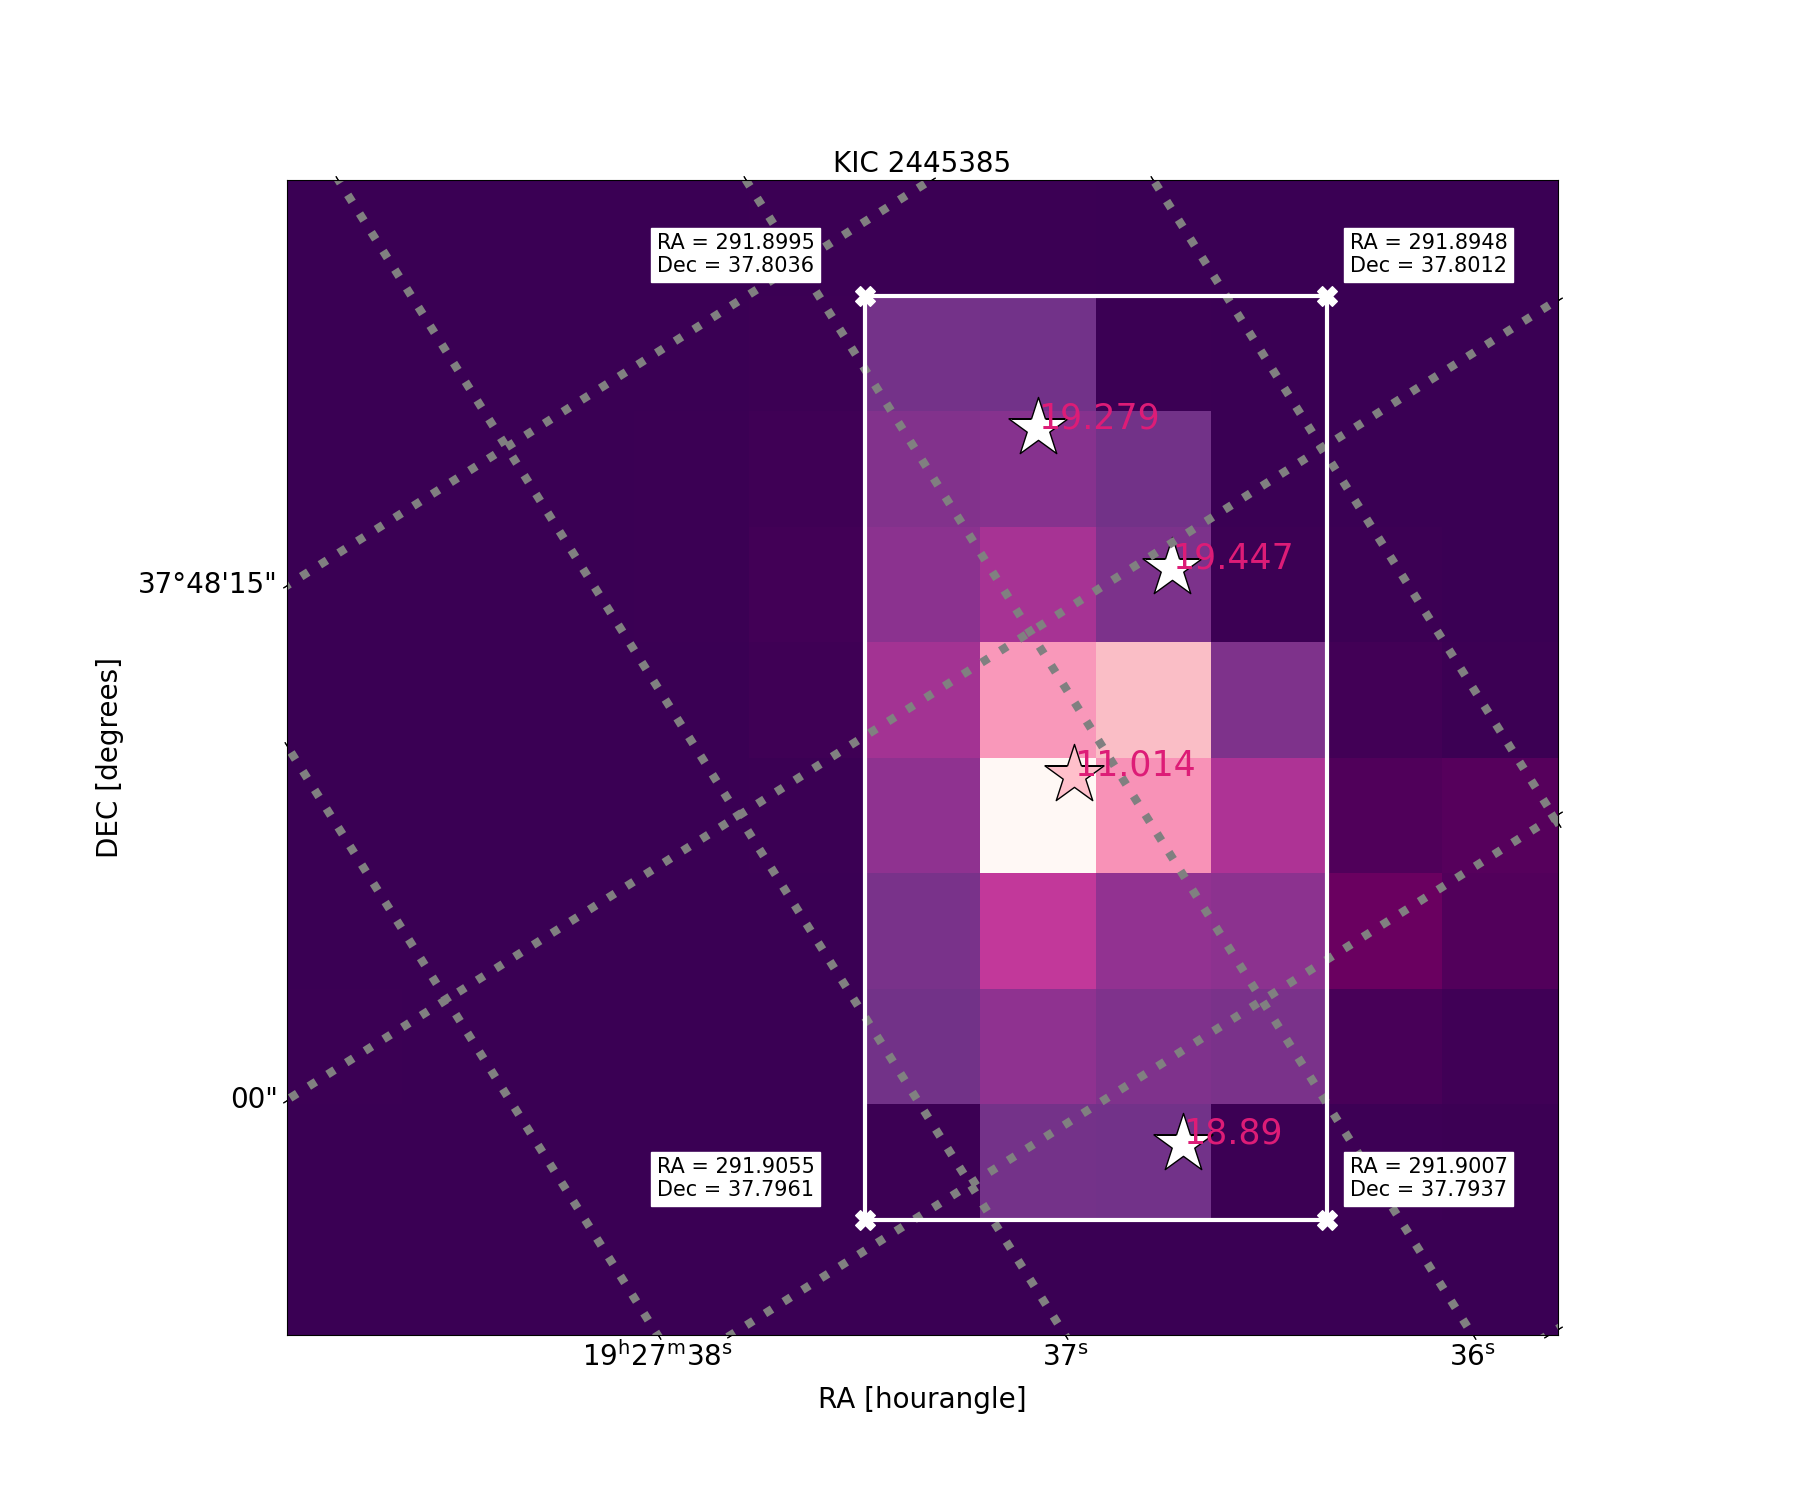 KIC 2445385
RA = 291.8995
Dec = 37.8036
RA = 291.8948
Dec = 37.8012
19.279
19.447
37°48'15"
DEC [degrees]
11.014
00"
18.89
RA = 291.9055
Dec = 37.7961
RA = 291.9007
Dec = 37.7937
19h27m38s
37s
36s
RA [hourangle]